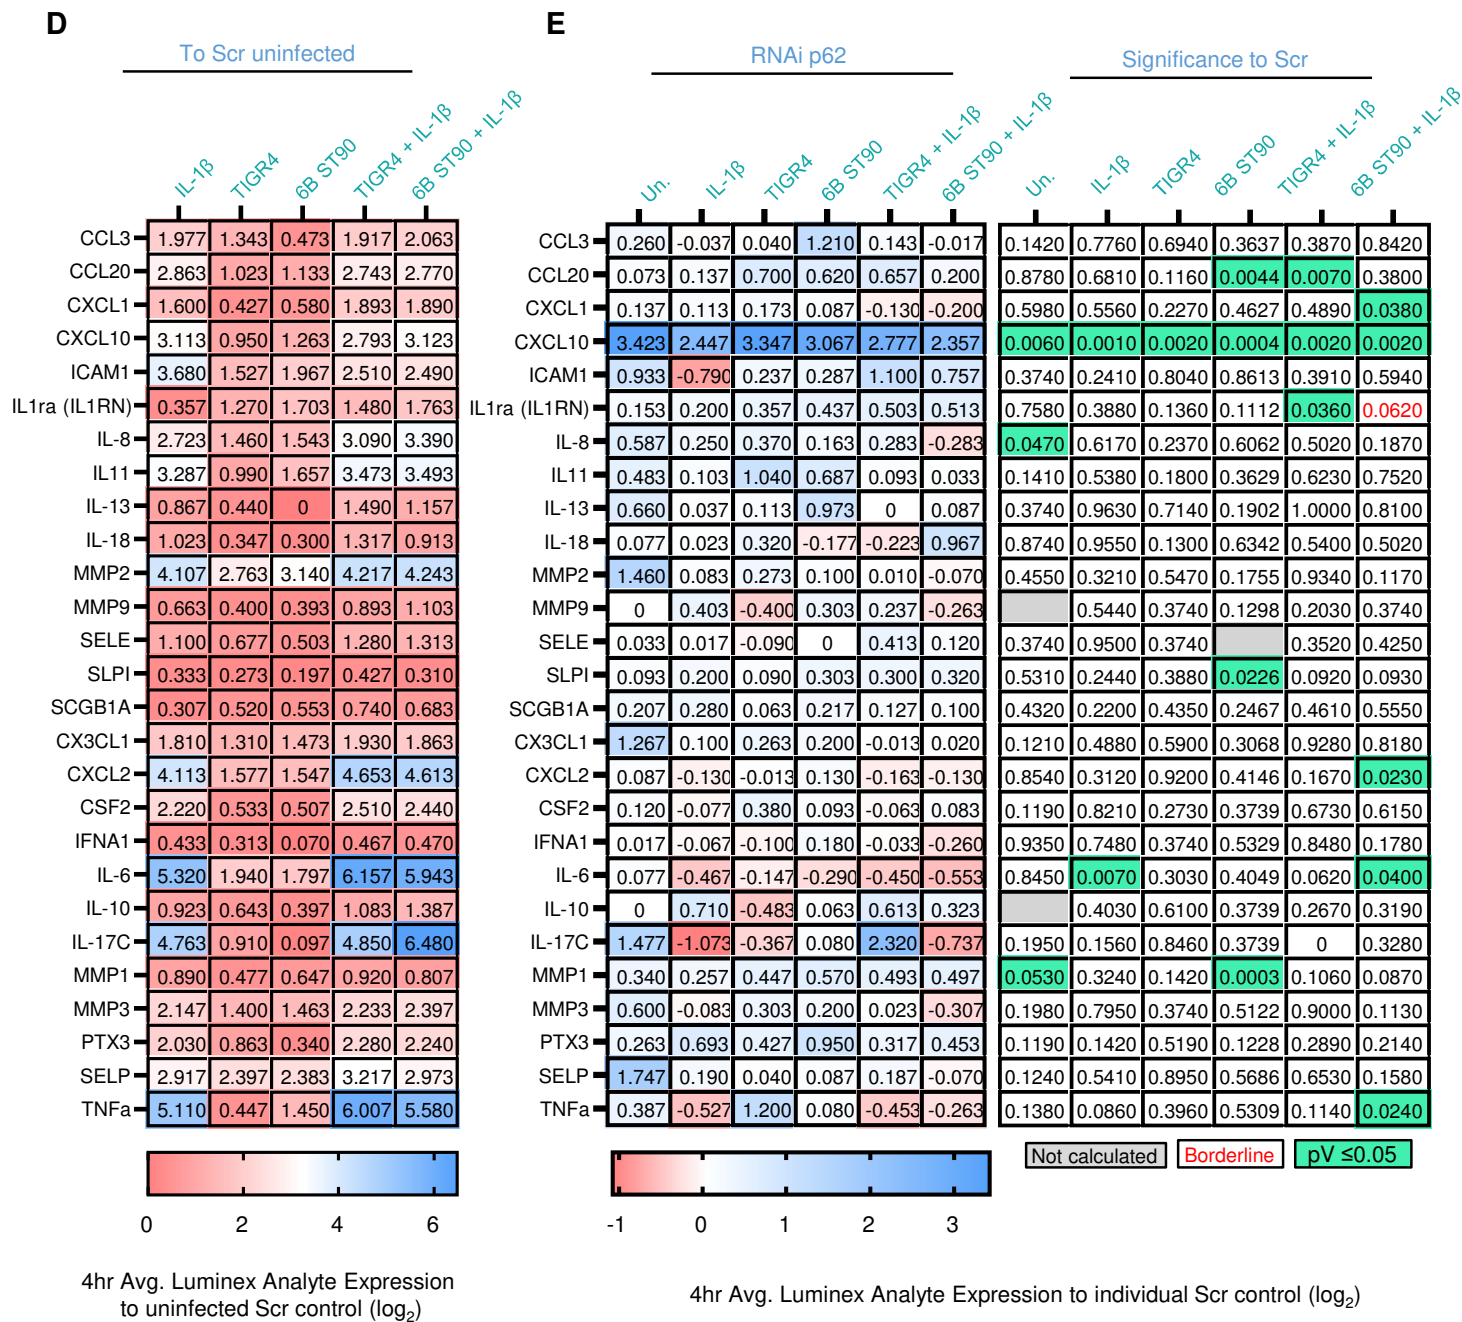 D
To Scr uninfected
IL-1β TIGR4 6B ST90 TIGR4 + IL-1β 6B ST90 + IL-1β
CCL3 1.977 1.343 0.473 1.917 2.063
CCL20 2.863 1.023 1.133 2.743 2.770
CXCL1 1.600 0.427 0.580 1.893 1.890
CXCL10 3.113 0.950 1.263 2.793 3.123
ICAM1 3.680 1.527 1.967 2.510 2.490
IL1ra (IL1RN) 0.357 1.270 1.703 1.480 1.763
IL-8 2.723 1.460 1.543 3.090 3.390
IL11 3.287 0.990 1.657 3.473 3.493
IL-13 0.867 0.440 0 1.490 1.157
IL-18 1.023 0.347 0.300 1.317 0.913
MMP2 4.107 2.763 3.140 4.217 4.243
MMP9 0.663 0.400 0.393 0.893 1.103
SELE 1.100 0.677 0.503 1.280 1.313
SLPI 0.333 0.273 0.197 0.427 0.310
SCGB1A 0.307 0.520 0.553 0.740 0.683
CX3CL1 1.810 1.310 1.473 1.930 1.863
CXCL2 4.113 1.577 1.547 4.653 4.613
CSF2 2.220 0.533 0.507 2.510 2.440
IFNA1 0.433 0.313 0.070 0.467 0.470
IL-6 5.320 1.940 1.797 6.157 5.943
IL-10 0.923 0.643 0.397 1.083 1.387
IL-17C 4.763 0.910 0.097 4.850 6.480
MMP1 0.890 0.477 0.647 0.920 0.807
MMP3 2.147 1.400 1.463 2.233 2.397
PTX3 2.030 0.863 0.340 2.280 2.240
SELP 2.917 2.397 2.383 3.217 2.973
TNFa 5.110 0.447 1.450 6.007 5.580
0 2 4 6
4hr Avg. Luminex Analyte Expression
to uninfected Scr control (log2)
E
RNAi p62 Significance to Scr
Un. IL-1β TIGR4 6B ST90 TIGR4 + IL-1β 6B ST90 + IL-1β Un. IL-1β TIGR4 6B ST90 TIGR4 + IL-1β 6B ST90 + IL-1β
CCL3 0.260 -0.037 0.040 1.210 0.143 -0.017 0.1420 0.7760 0.6940 0.3637 0.3870 0.8420
CCL20 0.073 0.137 0.700 0.620 0.657 0.200 0.8780 0.6810 0.1160 0.0044 0.0070 0.3800
CXCL1 0.137 0.113 0.173 0.087 -0.130 -0.200 0.5980 0.5560 0.2270 0.4627 0.4890 0.0380
CXCL10 3.423 2.447 3.347 3.067 2.777 2.357 0.0060 0.0010 0.0020 0.0004 0.0020 0.0020
ICAM1 0.933 -0.790 0.237 0.287 1.100 0.757 0.3740 0.2410 0.8040 0.8613 0.3910 0.5940
IL1ra (IL1RN) 0.153 0.200 0.357 0.437 0.503 0.513 0.7580 0.3880 0.1360 0.1112 0.0360 0.0620
IL-8 0.587 0.250 0.370 0.163 0.283 -0.283 0.0470 0.6170 0.2370 0.6062 0.5020 0.1870
IL11 0.483 0.103 1.040 0.687 0.093 0.033 0.1410 0.5380 0.1800 0.3629 0.6230 0.7520
IL-13 0.660 0.037 0.113 0.973 0 0.087 0.3740 0.9630 0.7140 0.1902 1.0000 0.8100
IL-18 0.077 0.023 0.320 -0.177 -0.223 0.967 0.8740 0.9550 0.1300 0.6342 0.5400 0.5020
MMP2 1.460 0.083 0.273 0.100 0.010 -0.070 0.4550 0.3210 0.5470 0.1755 0.9340 0.1170
MMP9 0 0.403 -0.400 0.303 0.237 -0.263 0.5440 0.3740 0.1298 0.2030 0.3740
SELE 0.033 0.017 -0.090 0 0.413 0.120 0.3740 0.9500 0.3740 0.3520 0.4250
SLPI 0.093 0.200 0.090 0.303 0.300 0.320 0.5310 0.2440 0.3880 0.0226 0.0920 0.0930
SCGB1A 0.207 0.280 0.063 0.217 0.127 0.100 0.4320 0.2200 0.4350 0.2467 0.4610 0.5550
CX3CL1 1.267 0.100 0.263 0.200 -0.013 0.020 0.1210 0.4880 0.5900 0.3068 0.9280 0.8180
CXCL2 0.087 -0.130 -0.013 0.130 -0.163 -0.130 0.8540 0.3120 0.9200 0.4146 0.1670 0.0230
CSF2 0.120 -0.077 0.380 0.093 -0.063 0.083 0.1190 0.8210 0.2730 0.3739 0.6730 0.6150
IFNA1 0.017 -0.067 -0.100 0.180 -0.033 -0.260 0.9350 0.7480 0.3740 0.5329 0.8480 0.1780
IL-6 0.077 -0.467 -0.147 -0.290 -0.450 -0.553 0.8450 0.0070 0.3030 0.4049 0.0620 0.0400
IL-10 0 0.710 -0.483 0.063 0.613 0.323 0.4030 0.6100 0.3739 0.2670 0.3190
IL-17C 1.477 -1.073 -0.367 0.080 2.320 -0.737 0.1950 0.1560 0.8460 0.3739 0 0.3280
MMP1 0.340 0.257 0.447 0.570 0.493 0.497 0.0530 0.3240 0.1420 0.0003 0.1060 0.0870
MMP3 0.600 -0.083 0.303 0.200 0.023 -0.307 0.1980 0.7950 0.3740 0.5122 0.9000 0.1130
PTX3 0.263 0.693 0.427 0.950 0.317 0.453 0.1190 0.1420 0.5190 0.1228 0.2890 0.2140
SELP 1.747 0.190 0.040 0.087 0.187 -0.070 0.1240 0.5410 0.8950 0.5686 0.6530 0.1580
TNFa 0.387 -0.527 1.200 0.080 -0.453 -0.263 0.1380 0.0860 0.3960 0.5309 0.1140 0.0240
Not calculated Borderline pV ≤0.05
-1 0 1 2 3
4hr Avg. Luminex Analyte Expression to individual Scr control (log2)